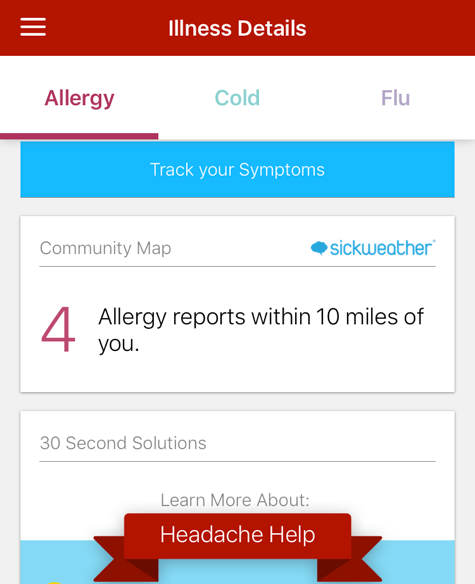 Illness Details
Allergy Cold Flu
Track your Symptoms
Community Map sickweather
4 Allergy reports within 10 miles of
you.
30 Second Solutions
Learn More About:
Headache Help